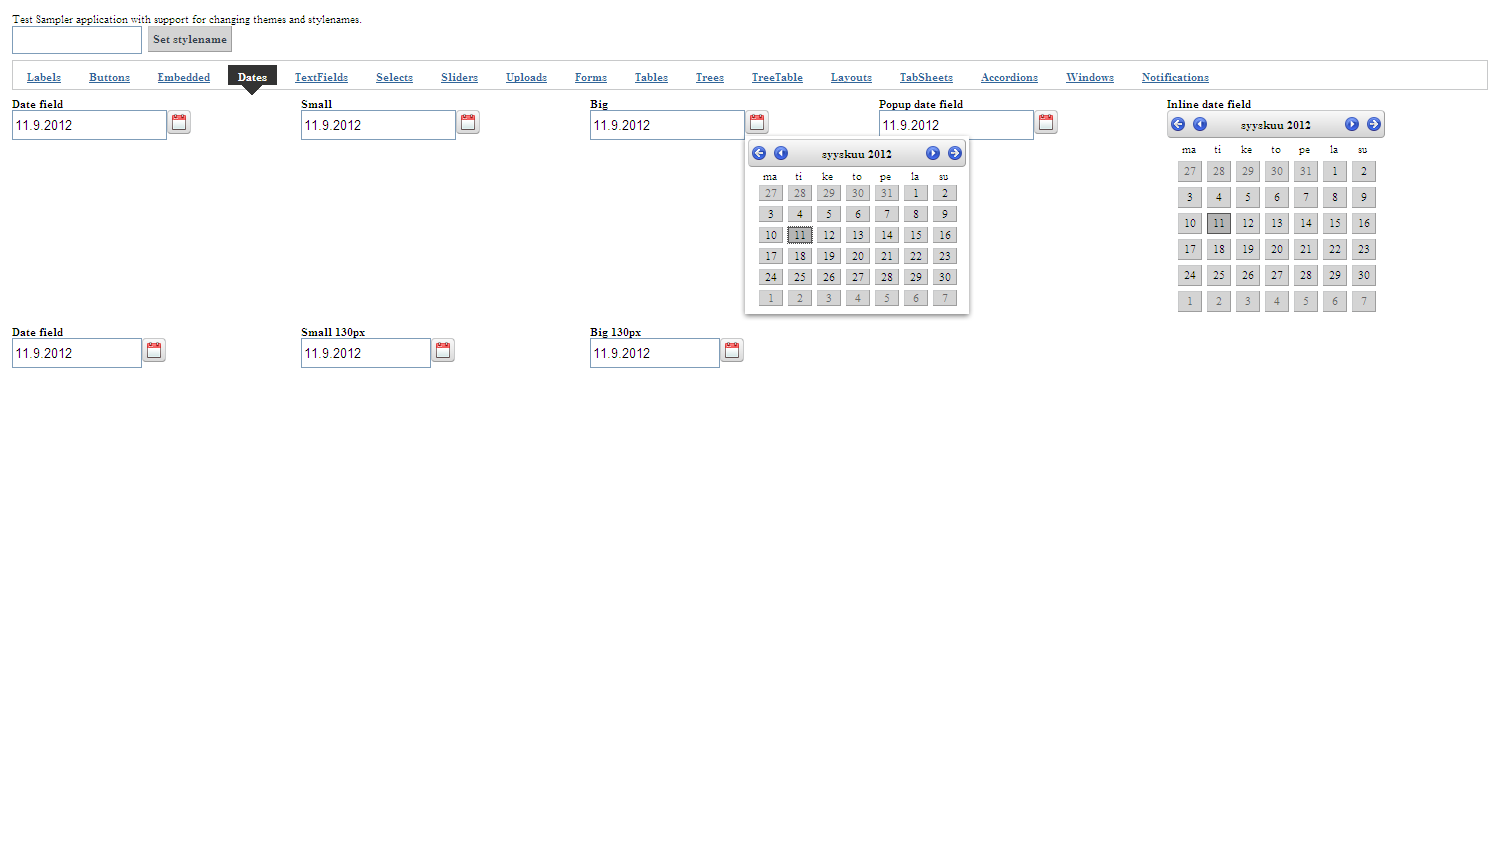 Test Sampler application with support for changing themes and stylenames.
Set stylename
Labels Buttons Embedded Dates TextFields Selects Sliders Uploads Forms Tables Trees TreeTable Layouts TabSheets Accordions Windows Notifications
Date field Small Big Popup date field Inline date field
11.9.2012 11.9.2012 11.9.2012 11.9.2012
syyskuu 2012
ma ti ke to pe la su
27 28 29 30 31 1 2
3 4 5 6 7 8 9
10 11 12 13 14 15 16
17 18 19 20 21 22 23
24 25 26 27 28 29 30
1 2 3 4 5 6 7
syyskuu 2012
ma ti ke to pe la su
27 28 29 30 31 1 2
3 4 5 6 7 8 9
10 11 12 13 14 15 16
17 18 19 20 21 22 23
24 25 26 27 28 29 30
1 2 3 4 5 6 7
Date field Small 130px Big 130px
11.9.2012 11.9.2012 11.9.2012